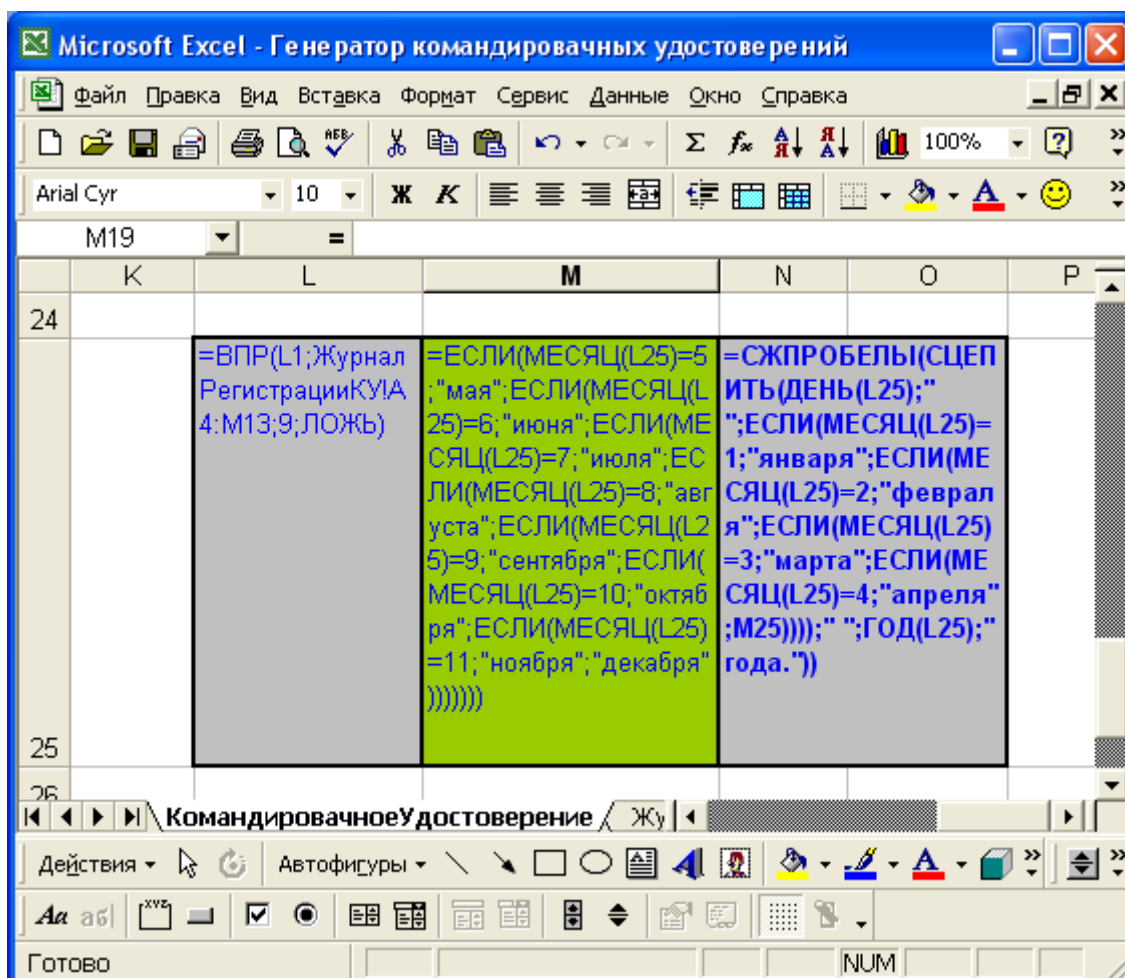 Microsoft Excel - Генератор командировачных удостоверений
Файл Правка Вид Вставка Формат Сервис Данные Окно Справка
100%
Arial Cyr 10 Ж К
M19 =
K L M N O P
24
=ВПР(L1;Журнал
РегистрацииКУ!A
4:M13;9;ЛОЖЬ)
=ЕСЛИ(МЕСЯЦ(L25)=5
;"мая";ЕСЛИ(МЕСЯЦ(L
25)=6;"июня";ЕСЛИ(МЕ
СЯЦ(L25)=7;"июля";ЕС
ЛИ(МЕСЯЦ(L25)=8;"авг
уста";ЕСЛИ(МЕСЯЦ(L2
5)=9;"сентября";ЕСЛИ(
МЕСЯЦ(L25)=10;"октяб
ря";ЕСЛИ(МЕСЯЦ(L25)
=11;"ноября";"декабря"
)))))))
=СЖПРОБЕЛЫ(СЦЕП
ИТЬ(ДЕНЬ(L25);"
";ЕСЛИ(МЕСЯЦ(L25)=
1;"января";ЕСЛИ(МЕ
СЯЦ(L25)=2;"феврал
я";ЕСЛИ(МЕСЯЦ(L25)
=3;"марта";ЕСЛИ(МЕ
СЯЦ(L25)=4;"апреля"
;M25))));" ";ГОД(L25);"
года."))
25
26
КомандировачноеУдостоверение Жу
Действия Автофигуры
Aa аб|
Готово NUM